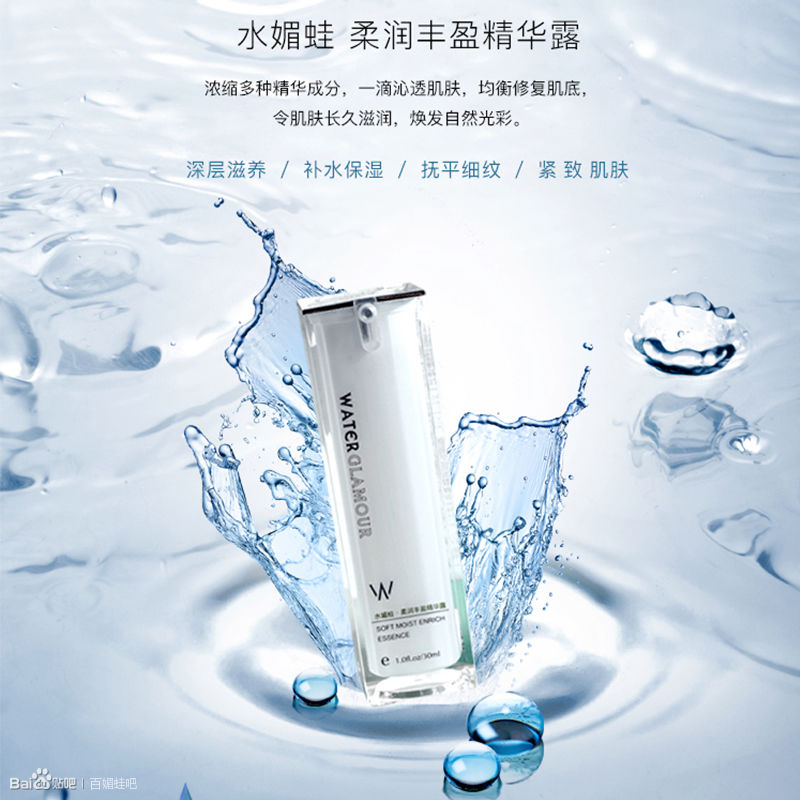 水媚蛙 柔润丰盈精华露
浓缩多种精华成分，一滴沁透肌肤，均衡修复肌底，
令肌肤长久滋润，焕发自然光彩。
深层滋养 / 补水保湿 / 抚平细纹 / 紧 致 肌肤
WATERGLAMOUR
W
水媚蛙·柔润丰盈精华露
SOFT MOIST ENRICH
ESSENCE
e 1.0fl.oz/30ml
Bai贴吧 | 百媚蛙吧